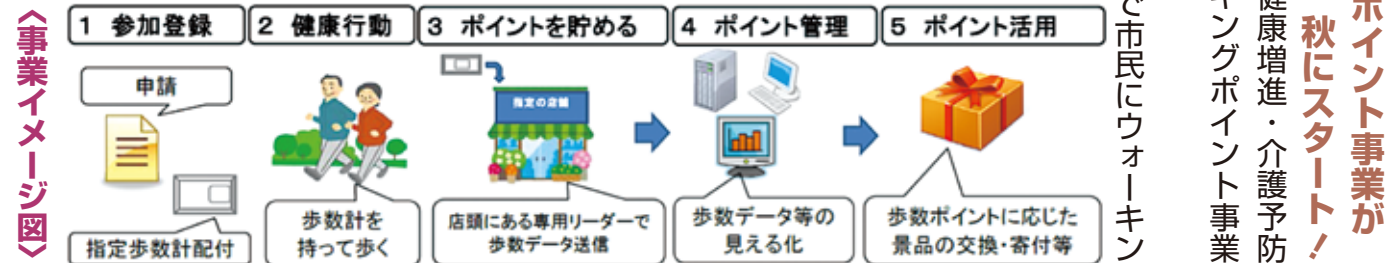 ポイント事業が
秋にスタート！
健康増進・介護予防
キングポイント事業
で市民にウォーキン
〈事業イメージ図〉
1 参加登録
申請
指定歩数計配付
2 健康行動
歩数計を
持って歩く
3 ポイントを貯める
指定の店舗
店頭にある専用リーダーで
歩数データ送信
4 ポイント管理
歩数データ等の
見える化
5 ポイント活用
歩数ポイントに応じた
景品の交換・寄付等